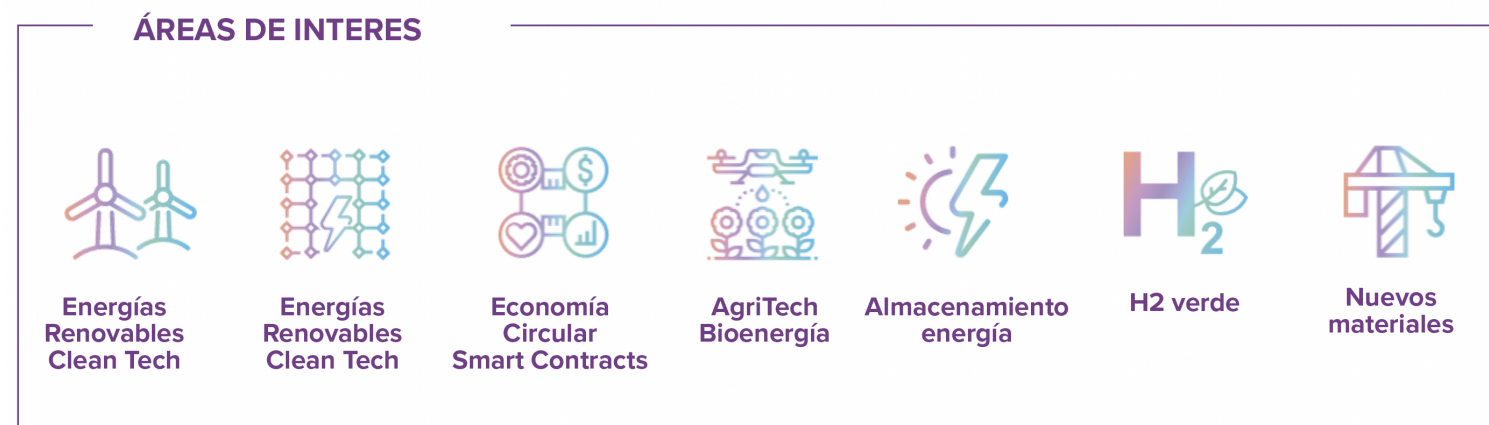 ÁREAS DE INTERES
Energías
Renovables
Clean Tech
Energías
Renovables
Clean Tech
$
Economía
Circular
Smart Contracts
AgriTech
Bioenergía
Almacenamiento
energía
H2
H2 verde
Nuevos
materiales